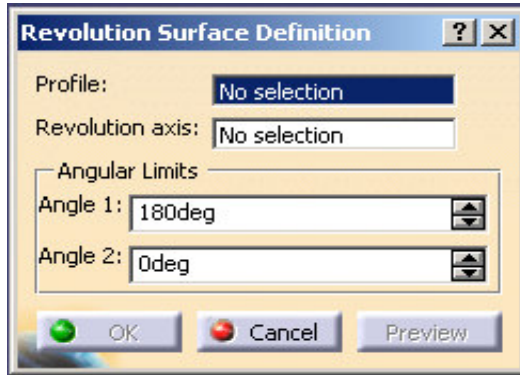 Revolution Surface Definition ? X
Profile: No selection
Revolution axis: No selection
Angular Limits
Angle 1: 180deg
Angle 2: 0deg
OK Cancel Preview